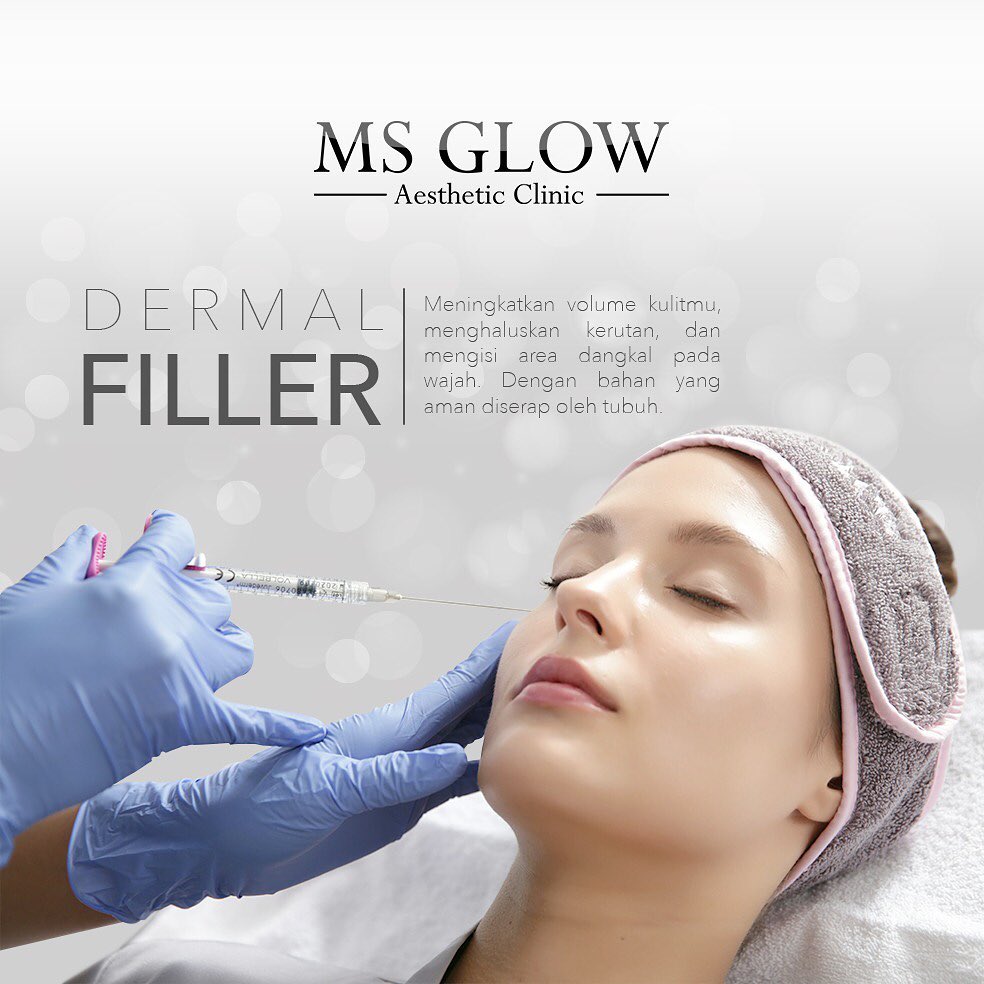 MS GLOW
Aesthetic Clinic
DERMAL
FILLER
Meningkatkan volume kulitmu,
menghaluskan kerutan, dan
mengisi area dangkal pada
wajah. Dengan bahan yang
aman diserap oleh tubuh.